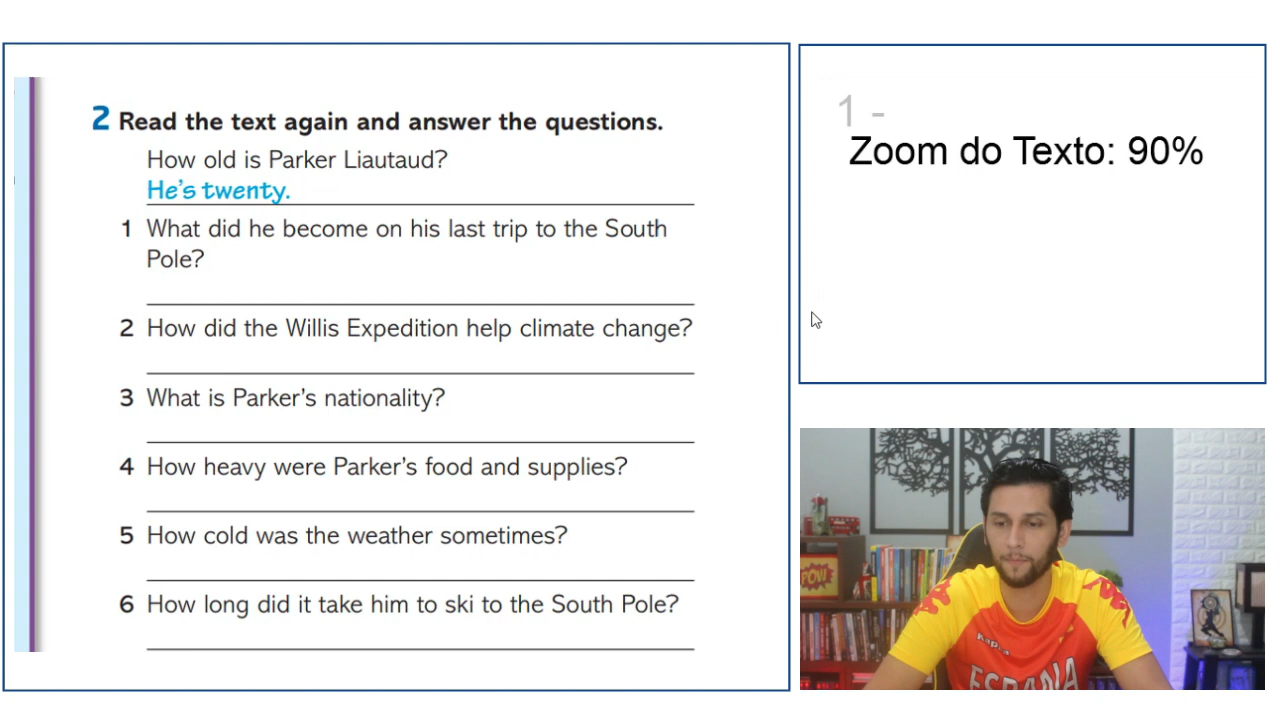 2 Read the text again and answer the questions.
How old is Parker Liautaud?
He's twenty.
1 What did he become on his last trip to the South
Pole?
2 How did the Willis Expedition help climate change?
3 What is Parker's nationality?
4 How heavy were Parker's food and supplies?
5 How cold was the weather sometimes?
6 How long did it take him to ski to the South Pole?
1 -
Zoom do Texto: 90%
POW!
Kappa
ESPAÑA